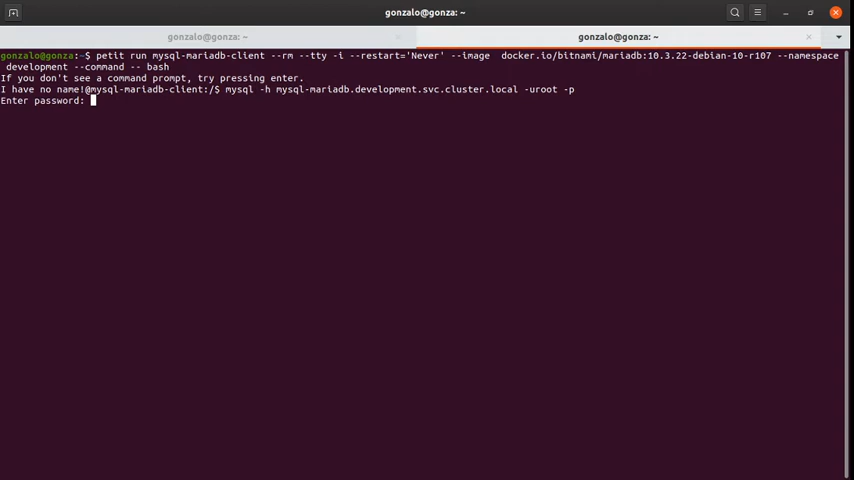 gonzalo@gonza: ~
gonzalo@gonza: ~
gonzalo@gonza: ~
gonzalo@gonza:~$ petit run mysql-mariadb-client --rm --tty -i --restart='Never' --image  docker.io/bitnami/mariadb:10.3.22-debian-10-r107 --namespace
 development --command -- bash
If you don't see a command prompt, try pressing enter.
I have no name!@mysql-mariadb-client:/$ mysql -h mysql-mariadb.development.svc.cluster.local -uroot -p
Enter password: